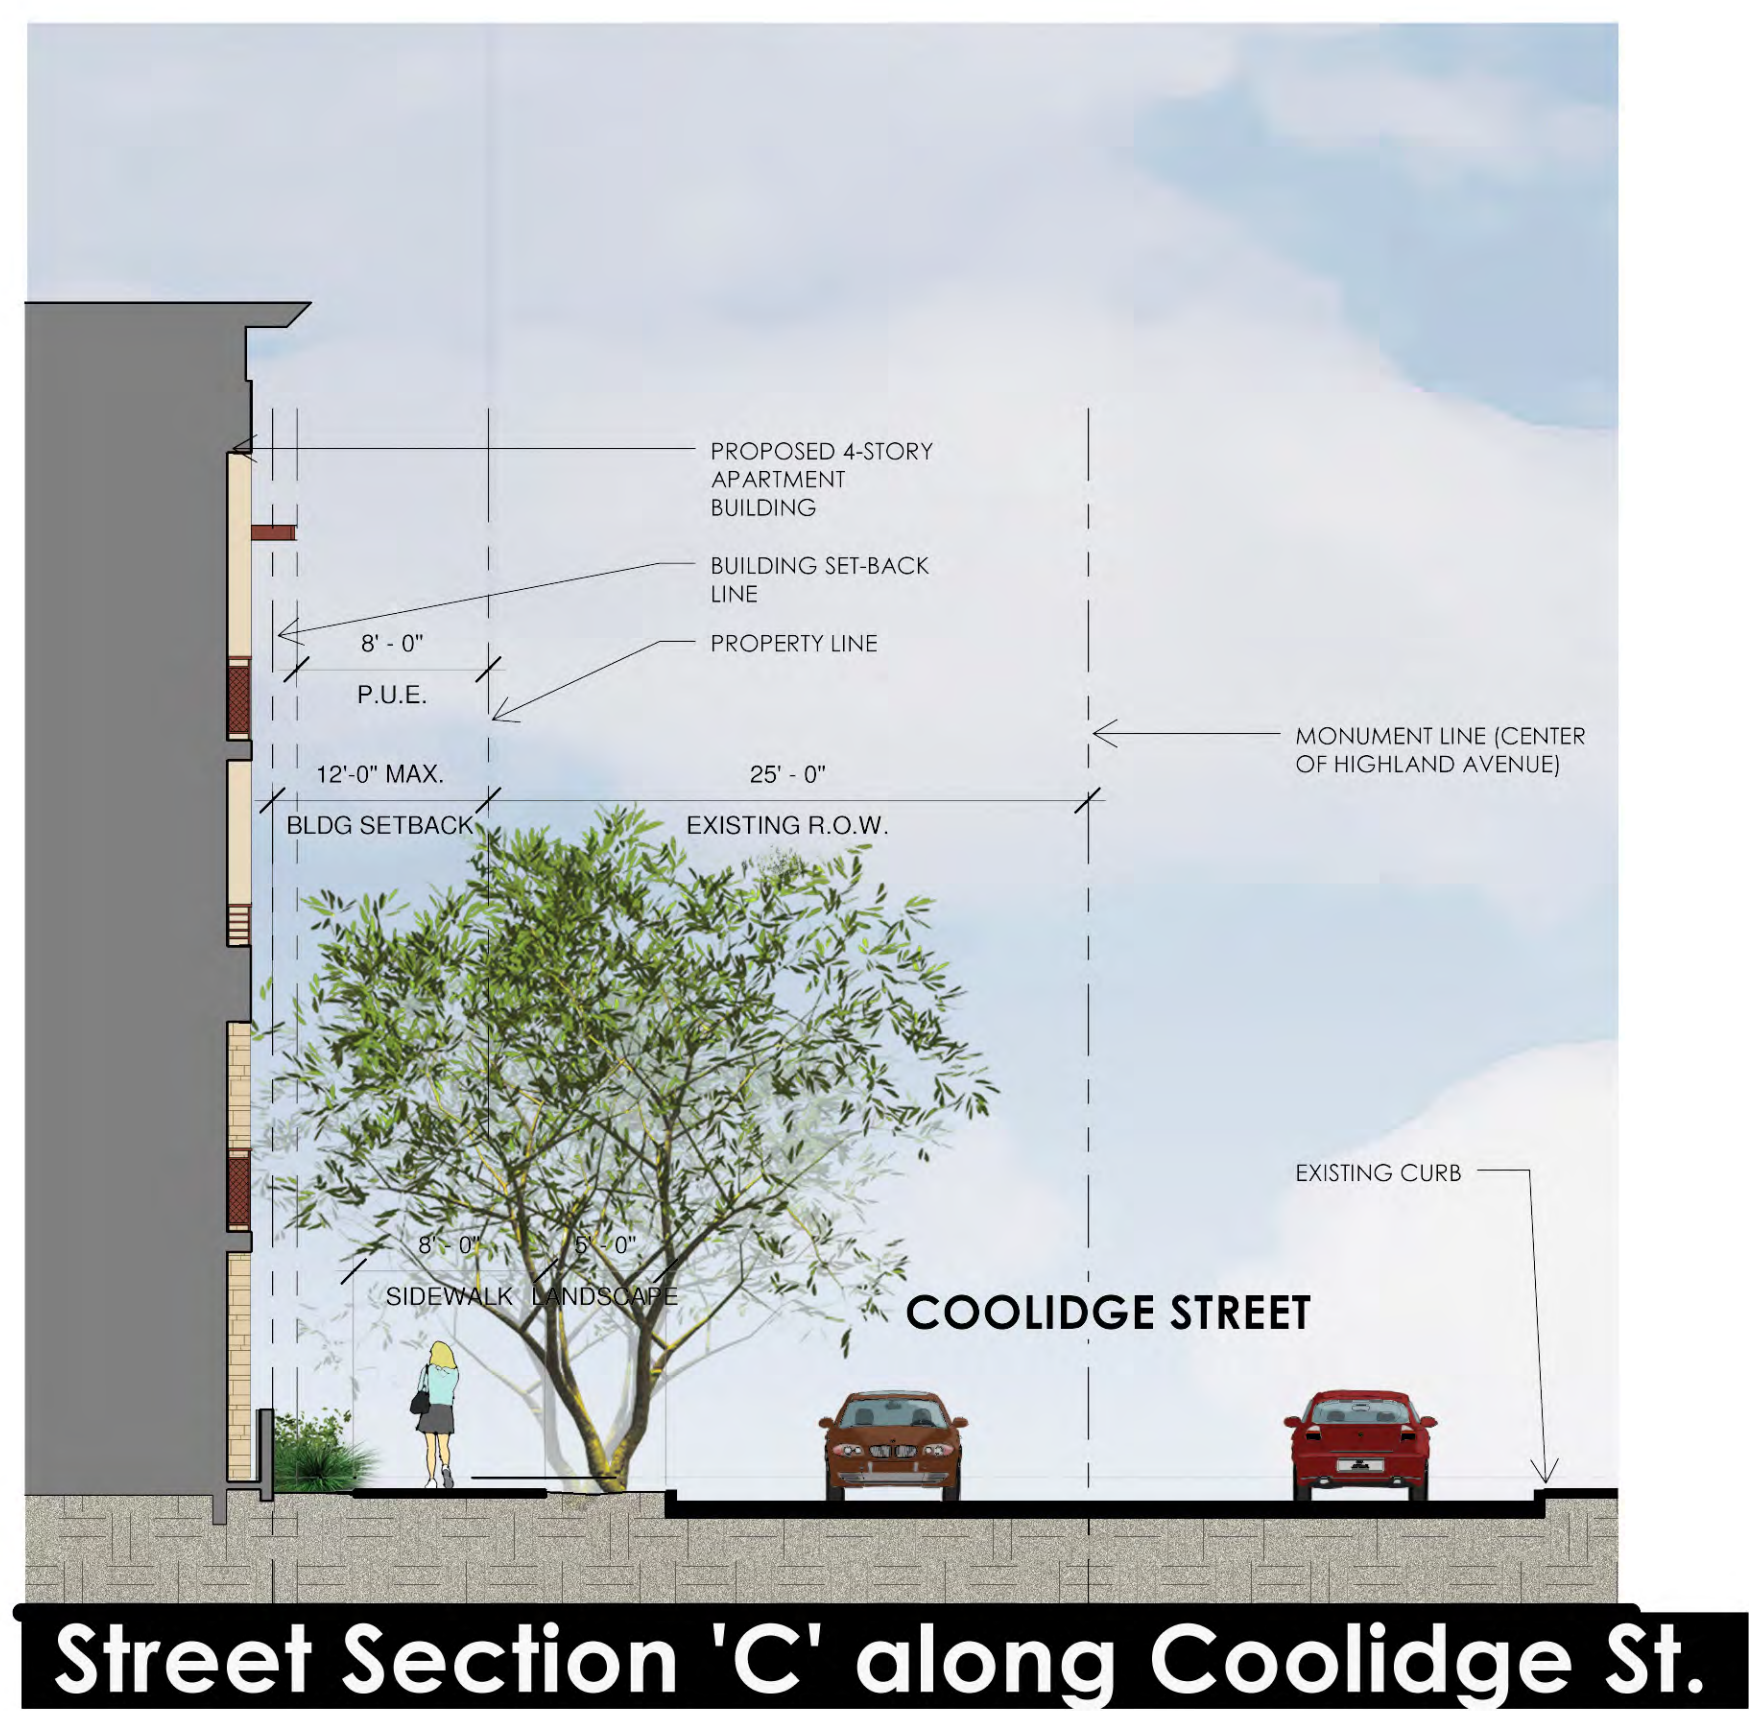 PROPOSED 4-STORY
APARTMENT
BUILDING
BUILDING SET-BACK
LINE
8' - 0"
PROPERTY LINE
P.U.E.
MONUMENT LINE (CENTER
OF HIGHLAND AVENUE)
12'-0" MAX.
25' - 0"
BLDG SETBACK
EXISTING R.O.W.
EXISTING CURB
8' - 0"
5' - 0"
SIDEWALK
LANDSCAPE
COOLIDGE STREET
Street Section 'C' along Coolidge St.